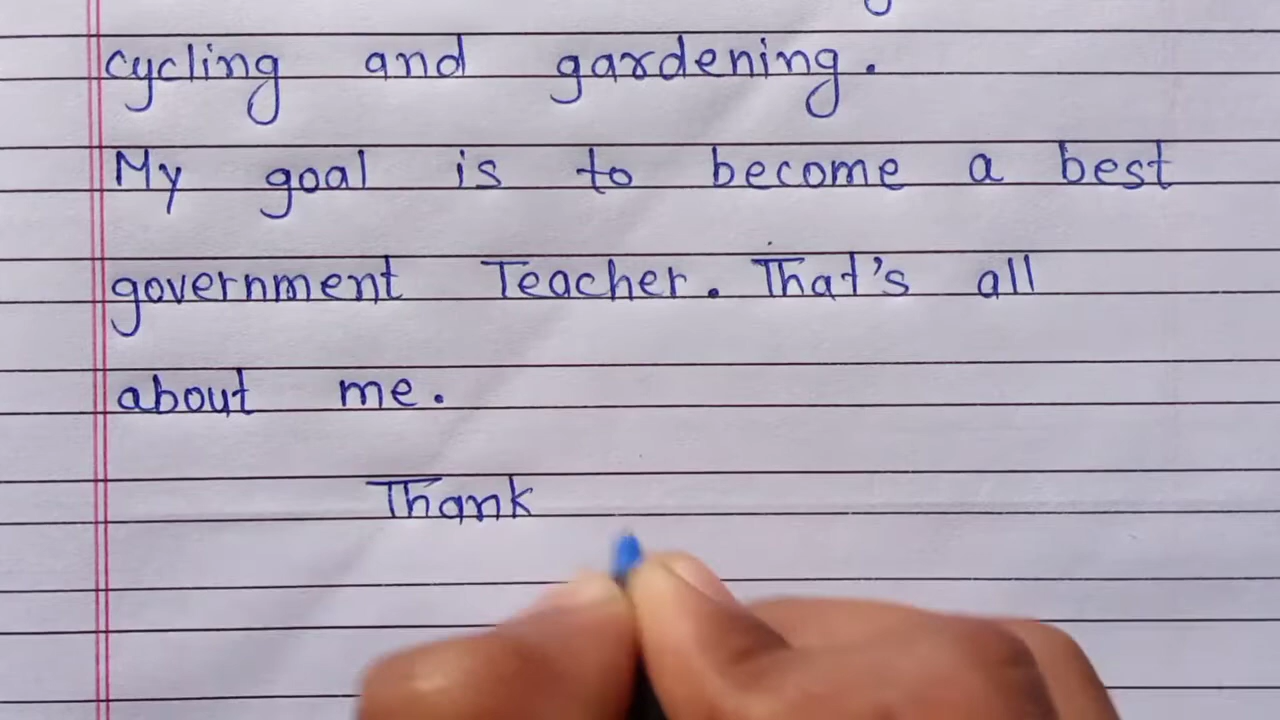 cycling and gardening.
My goal is to become a best
government Teacher. That's all
about me.
Thank